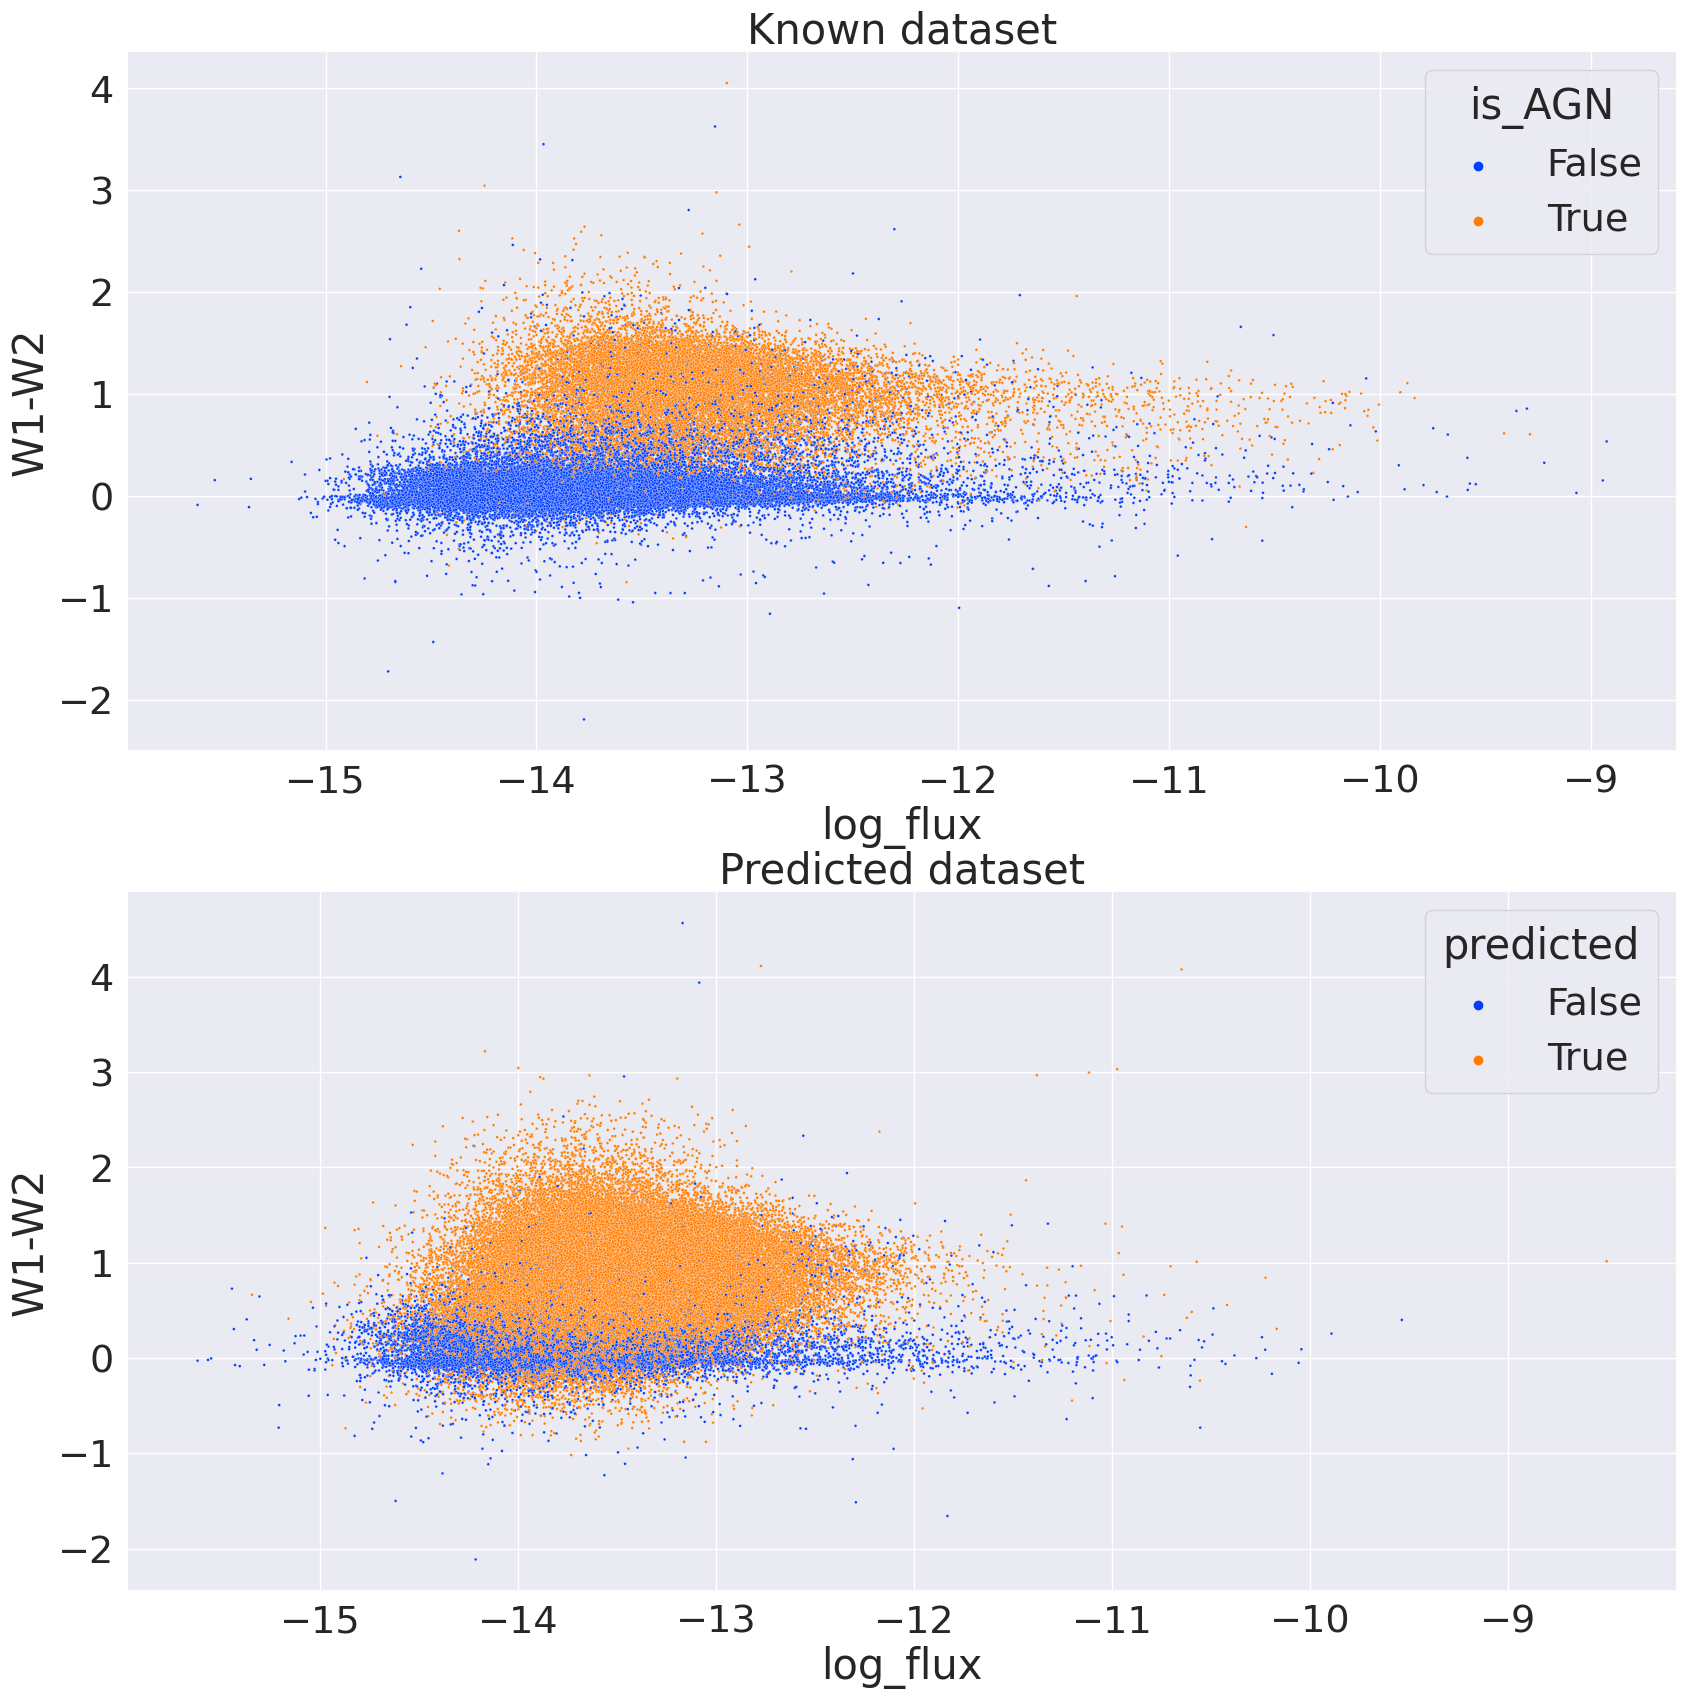 Known dataset
is_AGN
False
True
W1-W2
4
3
2
1
0
−1
−2
−15 −14 −13 −12 −11 −10 −9
log_flux
Predicted dataset
predicted
False
True
W1-W2
4
3
2
1
0
−1
−2
−15 −14 −13 −12 −11 −10 −9
log_flux